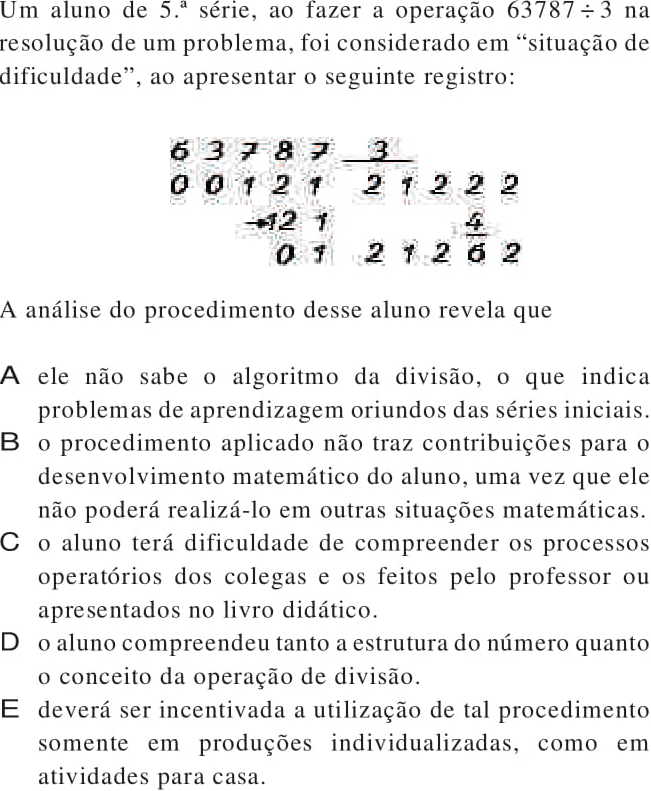 Um aluno de 5.ª série, ao fazer a operação 63787 ÷ 3 na
resolução de um problema, foi considerado em “situação de
dificuldade”, ao apresentar o seguinte registro:
6 3 7 8 7 3
0 0 1 2 1 2 1 2 2 2
→12 1 4
0 1 2 1 2 6 2
A análise do procedimento desse aluno revela que
A ele não sabe o algoritmo da divisão, o que indica
problemas de aprendizagem oriundos das séries iniciais.
B o procedimento aplicado não traz contribuições para o
desenvolvimento matemático do aluno, uma vez que ele
não poderá realizá-lo em outras situações matemáticas.
C o aluno terá dificuldade de compreender os processos
operatórios dos colegas e os feitos pelo professor ou
apresentados no livro didático.
D o aluno compreendeu tanto a estrutura do número quanto
o conceito da operação de divisão.
E deverá ser incentivada a utilização de tal procedimento
somente em produções individualizadas, como em
atividades para casa.